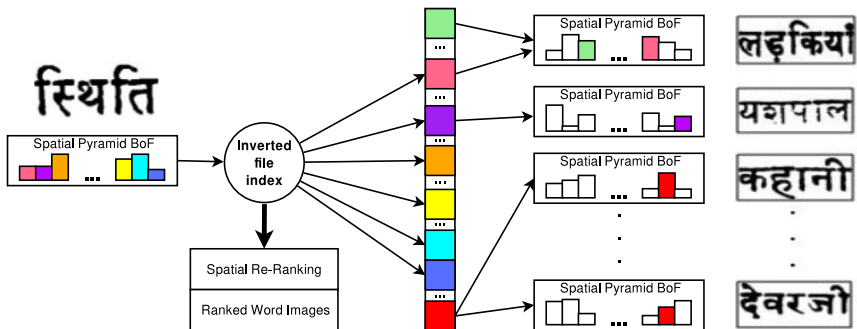 स्थिति
Spatial Pyramid BoF
...
Inverted
file
index
Spatial Re-Ranking
Ranked Word Images
...
...
...
...
...
...
...
Spatial Pyramid BoF
...
लड़कियाँ
Spatial Pyramid BoF
...
यशपाल
Spatial Pyramid BoF
...
कहानी
Spatial Pyramid BoF
...
देवरजी